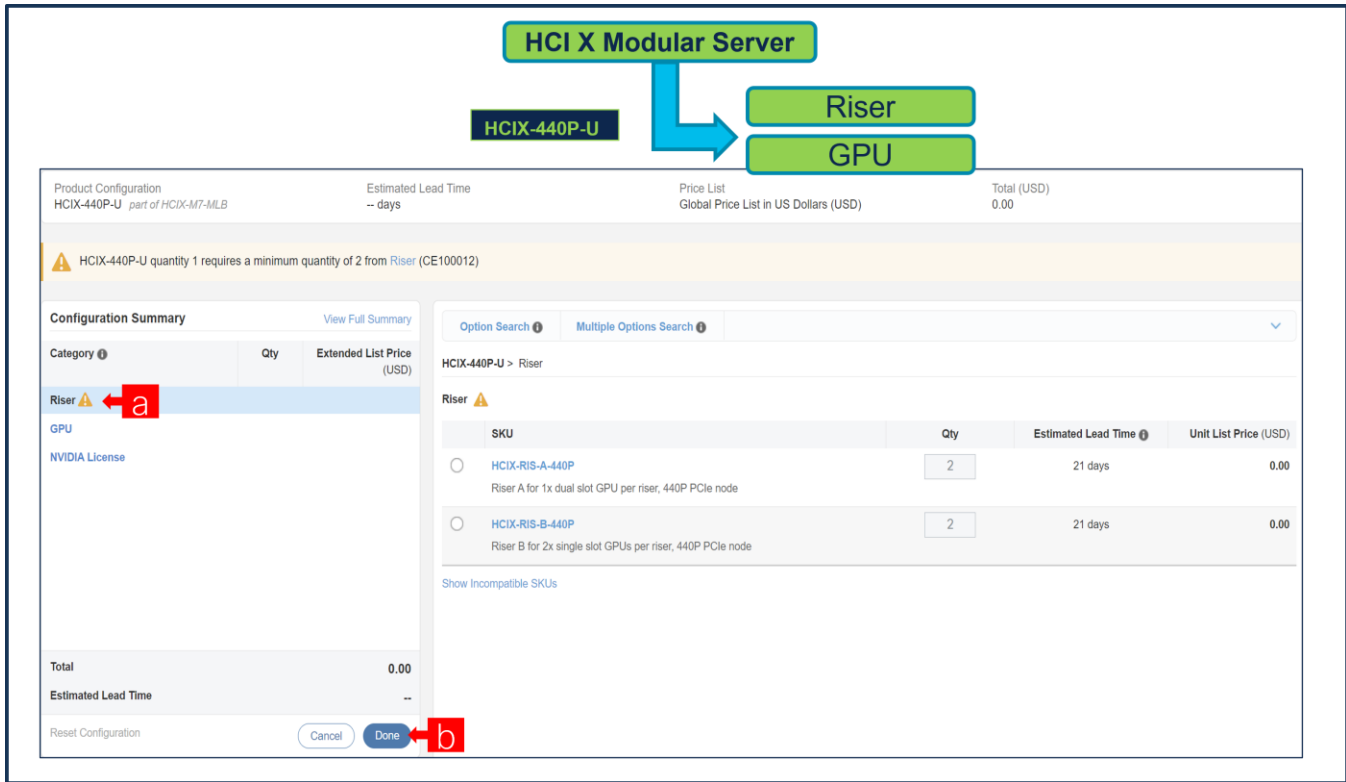 HCI X Modular Server
Riser
HCIX-440P-U
GPU
Product Configuration
HCIX-440P-U part of HCIX-M7-MLB
Estimated Lead Time
-- days
Price List
Global Price List in US Dollars (USD)
Total (USD)
0.00
HCIX-440P-U quantity 1 requires a minimum quantity of 2 from Riser (CE100012)
Configuration Summary
View Full Summary
Category
Qty
Extended List Price
(USD)
Riser
a
GPU
NVIDIA License
Total
0.00
Estimated Lead Time
--
Reset Configuration
Cancel
Done
b
Option Search
Multiple Options Search
HCIX-440P-U > Riser
Riser
SKU
Qty
Estimated Lead Time
Unit List Price (USD)
HCIX-RIS-A-440P
2
21 days
0.00
Riser A for 1x dual slot GPU per riser, 440P PCIe node
HCIX-RIS-B-440P
2
21 days
0.00
Riser B for 2x single slot GPUs per riser, 440P PCIe node
Show Incompatible SKUs